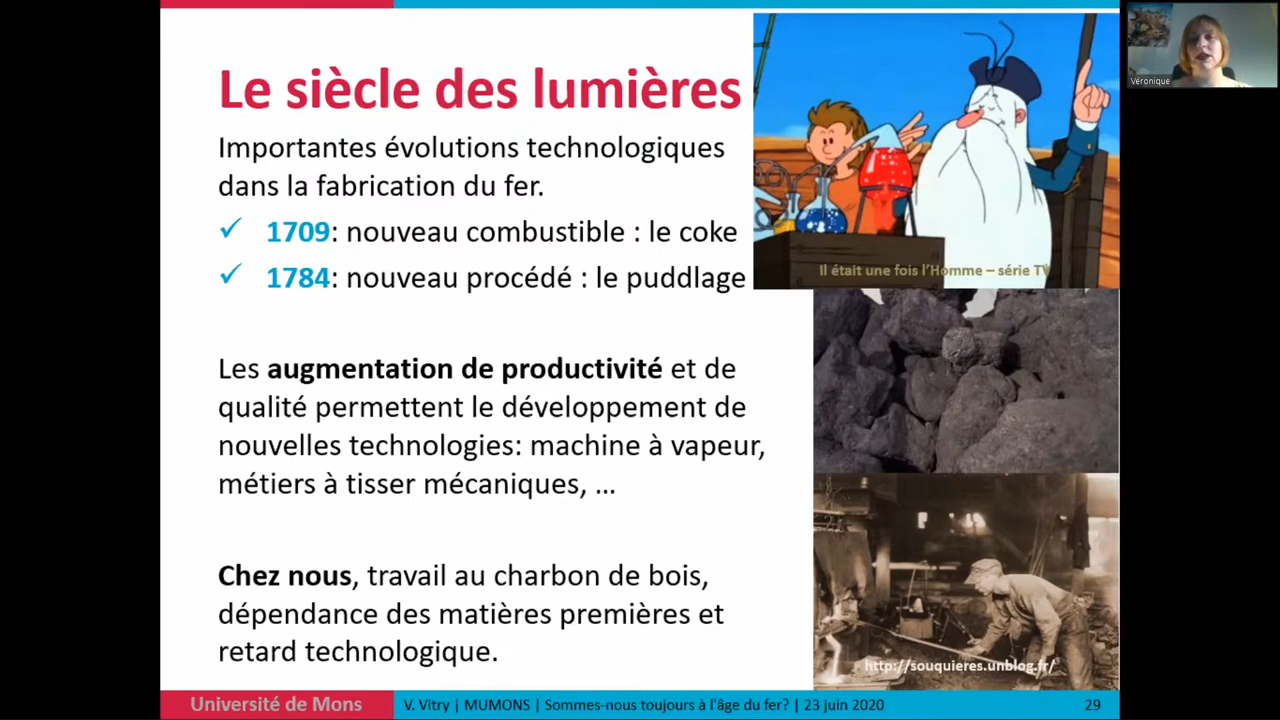 Le siècle des lumières
Importantes évolutions technologiques
dans la fabrication du fer.
✓ 1709: nouveau combustible : le coke
✓ 1784: nouveau procédé : le puddlage
Les augmentation de productivité et de
qualité permettent le développement de
nouvelles technologies: machine à vapeur,
métiers à tisser mécaniques, ...
Chez nous, travail au charbon de bois,
dépendance des matières premières et
retard technologique.
Il était une fois l'Homme – série TV
http://souquieres.unblog.fr/
Véronique
Université de Mons
V. Vitry | MUMONS | Sommes-nous toujours à l'âge du fer? | 23 juin 2020
29